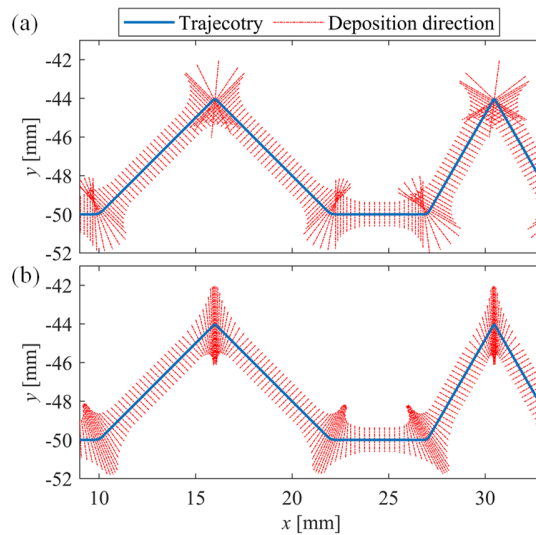 (a)
Trajecotry
Deposition direction
-42
-44
-46
-48
-50
-52
y [mm]
(b)
-42
-44
-46
-48
-50
-52
y [mm]
10 15 20 25 30
x [mm]